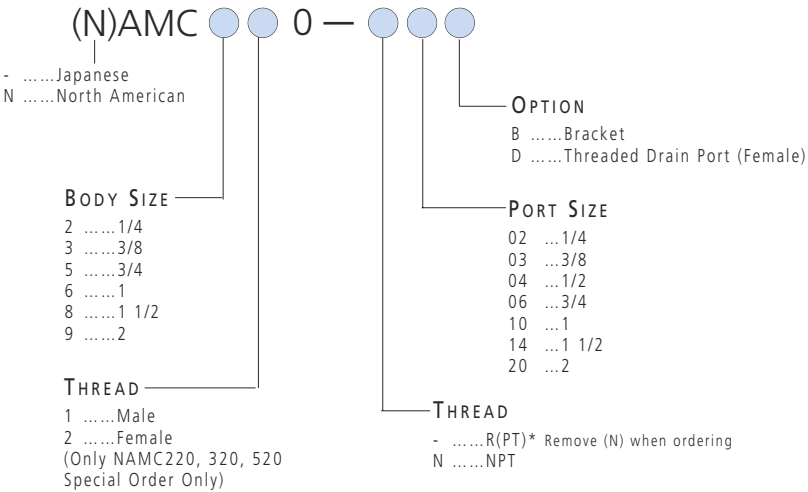 (N)AMC 0 —
- ......Japanese
N ......North American
OPTION
B ......Bracket
D ......Threaded Drain Port (Female)
BODY SIZE
2 ......1/4
3 ......3/8
5 ......3/4
6 ......1
8 ......1 1/2
9 ......2
PORT SIZE
02 ...1/4
03 ...3/8
04 ...1/2
06 ...3/4
10 ...1
14 ...1 1/2
20 ...2
THREAD
1 ......Male
2 ......Female
(Only NAMC220, 320, 520
Special Order Only)
THREAD
- ......R(PT)* Remove (N) when ordering
N ......NPT